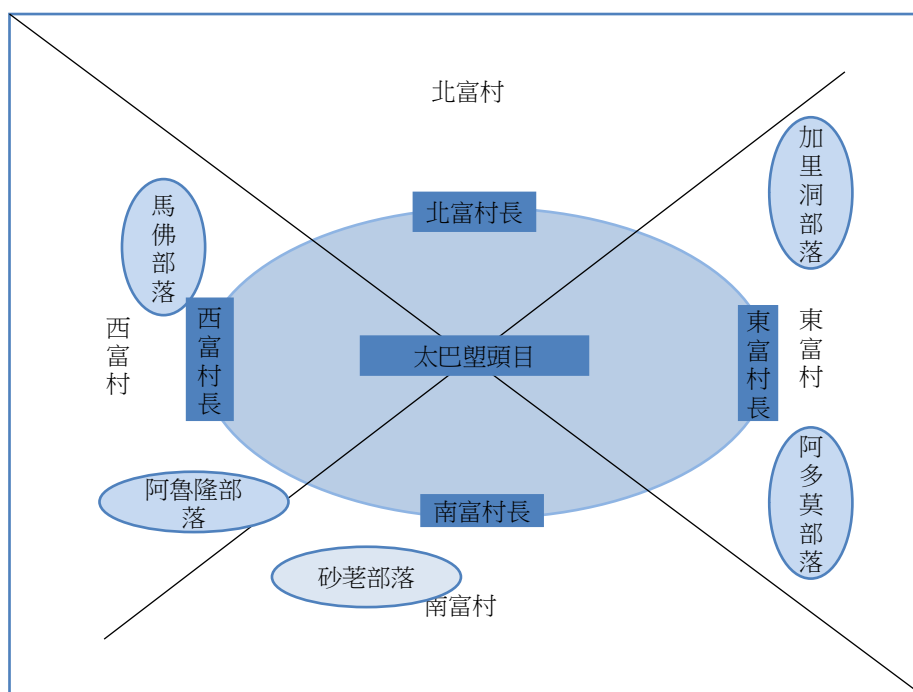 北富村
加里洞部落
馬佛部落
北富村長
西富村
西富村長
太巴塱頭目
東富村長
東富村
阿魯隆部
落
南富村長
阿多莫部落
砂荖部落
南富村